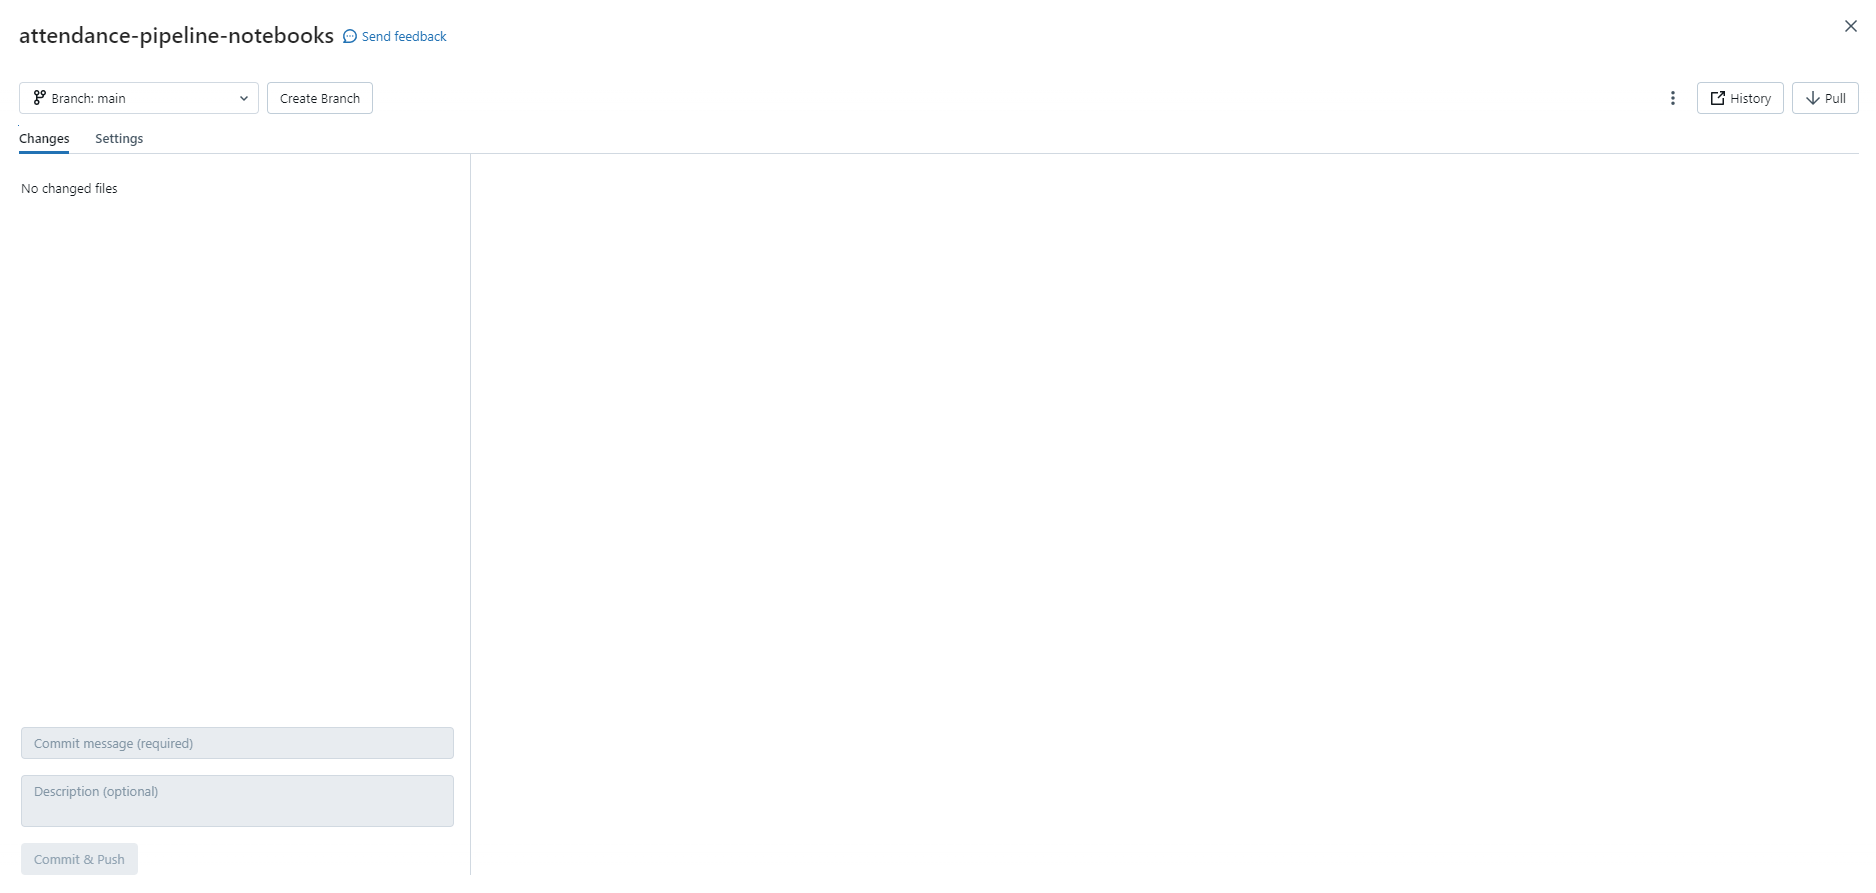 attendance-pipeline-notebooks Send feedback
Branch: main Create Branch History Pull
Changes Settings
No changed files
Commit message (required)
Description (optional)
Commit & Push